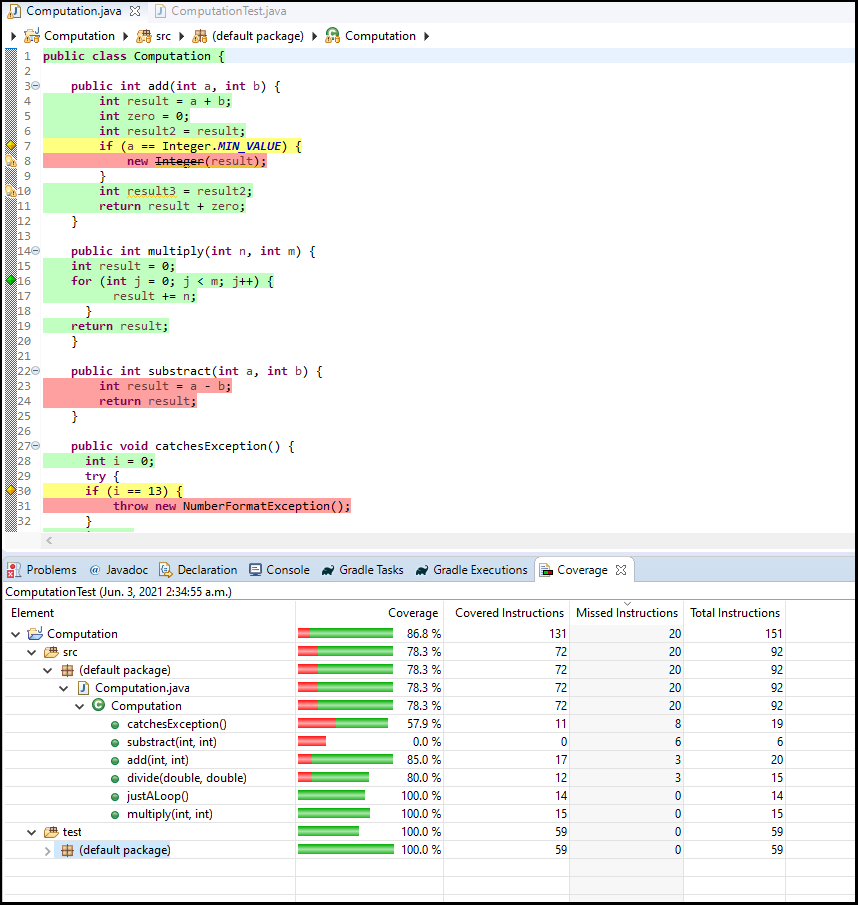 Computation.java ComputationTest.java
Computation src (default package) Computation
1 public class Computation {
2
3 public int add(int a, int b) {
4 int result = a + b;
5 int zero = 0;
6 int result2 = result;
7 if (a == Integer.MIN_VALUE) {
8 new Integer(result);
9 }
10 int result3 = result2;
11 return result + zero;
12 }
13
14 public int multiply(int n, int m) {
15 int result = 0;
16 for (int j = 0; j < m; j++) {
17 result += n;
18 }
19 return result;
20 }
21
22 public int substract(int a, int b) {
23 int result = a - b;
24 return result;
25 }
26
27 public void catchesException() {
28 int i = 0;
29 try {
30 if (i == 13) {
31 throw new NumberFormatException();
32 }
Problems @ Javadoc Declaration Console Gradle Tasks Gradle Executions Coverage
ComputationTest (Jun. 3, 2021 2:34:55 a.m.)
Element Coverage Covered Instructions Missed Instructions Total Instructions
Computation 86.8 % 131 20 151
src 78.3 % 72 20 92
(default package) 78.3 % 72 20 92
Computation.java 78.3 % 72 20 92
Computation 78.3 % 72 20 92
catchesException() 57.9 % 11 8 19
substract(int, int) 0.0 % 0 6 6
add(int, int) 85.0 % 17 3 20
divide(double, double) 80.0 % 12 3 15
justALoop() 100.0 % 14 0 14
multiply(int, int) 100.0 % 15 0 15
test 100.0 % 59 0 59
(default package) 100.0 % 59 0 59